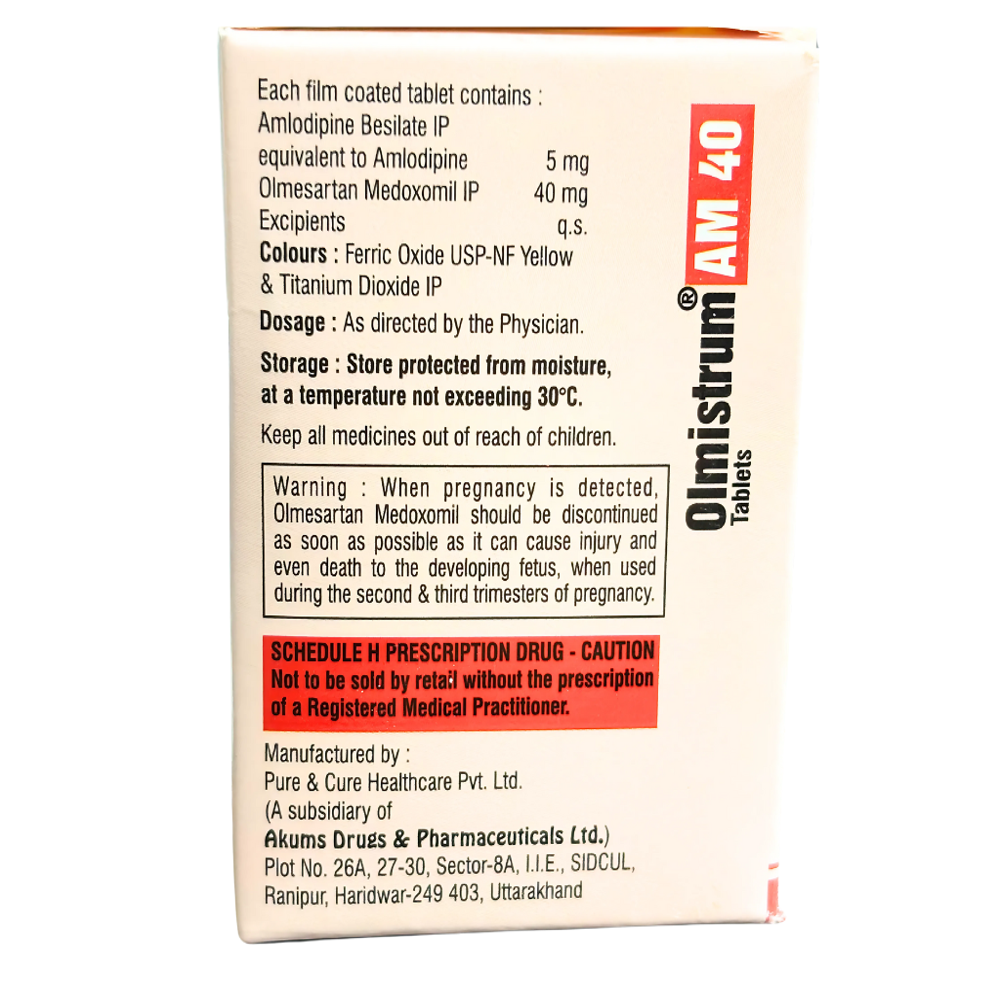 Each film coated tablet contains :
Amlodipine Besilate IP
equivalent to Amlodipine 5 mg
Olmesartan Medoxomil IP 40 mg
Excipients q.s.
Colours : Ferric Oxide USP-NF Yellow
& Titanium Dioxide IP
Dosage : As directed by the Physician.
Storage : Store protected from moisture,
at a temperature not exceeding 30°C.
Keep all medicines out of reach of children.
Warning : When pregnancy is detected,
Olmesartan Medoxomil should be discontinued
as soon as possible as it can cause injury and
even death to the developing fetus, when used
during the second & third trimesters of pregnancy.
SCHEDULE H PRESCRIPTION DRUG - CAUTION
Not to be sold by retail without the prescription
of a Registered Medical Practitioner.
Manufactured by :
Pure & Cure Healthcare Pvt. Ltd.
(A subsidiary of
Akums Drugs & Pharmaceuticals Ltd.)
Plot No. 26A, 27-30, Sector-8A, I.I.E., SIDCUL,
Ranipur, Haridwar-249 403, Uttarakhand
Olmistrum® AM 40
Tablets